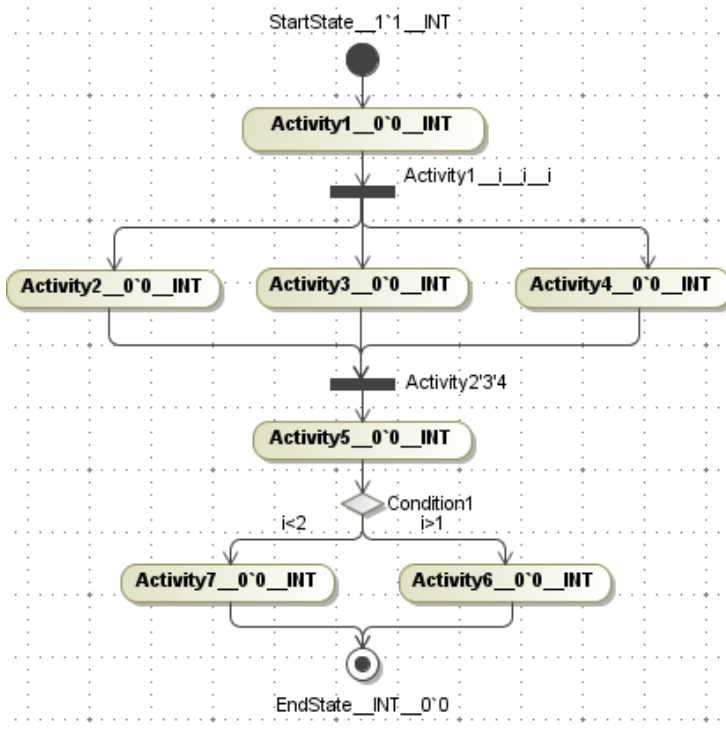 StartState__1`1__INT
Activity1__0`0__INT
Activity1__i__i__i
Activity2__0`0__INT
Activity3__0`0__INT
Activity4__0`0__INT
Activity2'3'4
Activity5__0`0__INT
Condition1
i<2
i>1
Activity7__0`0__INT
Activity6__0`0__INT
EndState__INT__0`0